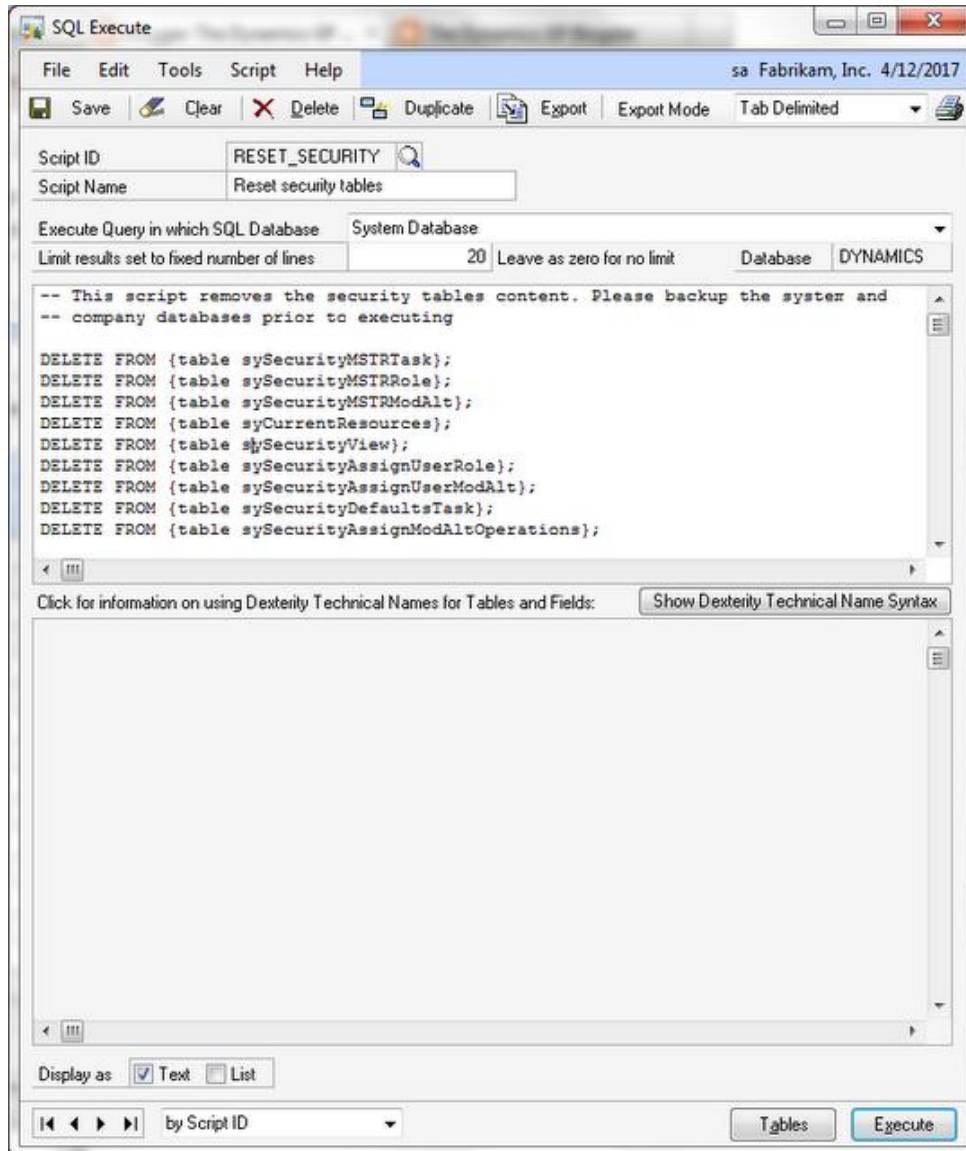 SQL Execute
File Edit Tools Script Help sa Fabrikam, Inc. 4/12/2017
Save Clear Delete Duplicate Export Export Mode Tab Delimited
Script ID RESET_SECURITY
Script Name Reset security tables
Execute Query in which SQL Database System Database
Limit results set to fixed number of lines 20 Leave as zero for no limit Database DYNAMICS
-- This script removes the security tables content. Please backup the system and
-- company databases prior to executing
DELETE FROM {table sySecurityMSTRTask};
DELETE FROM {table sySecurityMSTRRole};
DELETE FROM {table sySecurityMSTRModAlt};
DELETE FROM {table syCurrentResources};
DELETE FROM {table sySecurityView};
DELETE FROM {table sySecurityAssignUserRole};
DELETE FROM {table sySecurityAssignUserModAlt};
DELETE FROM {table sySecurityDefaultsTask};
DELETE FROM {table sySecurityAssignModAltOperations};
Click for information on using Dexterity Technical Names for Tables and Fields: Show Dexterity Technical Name Syntax
Display as Text List
by Script ID Tables Execute